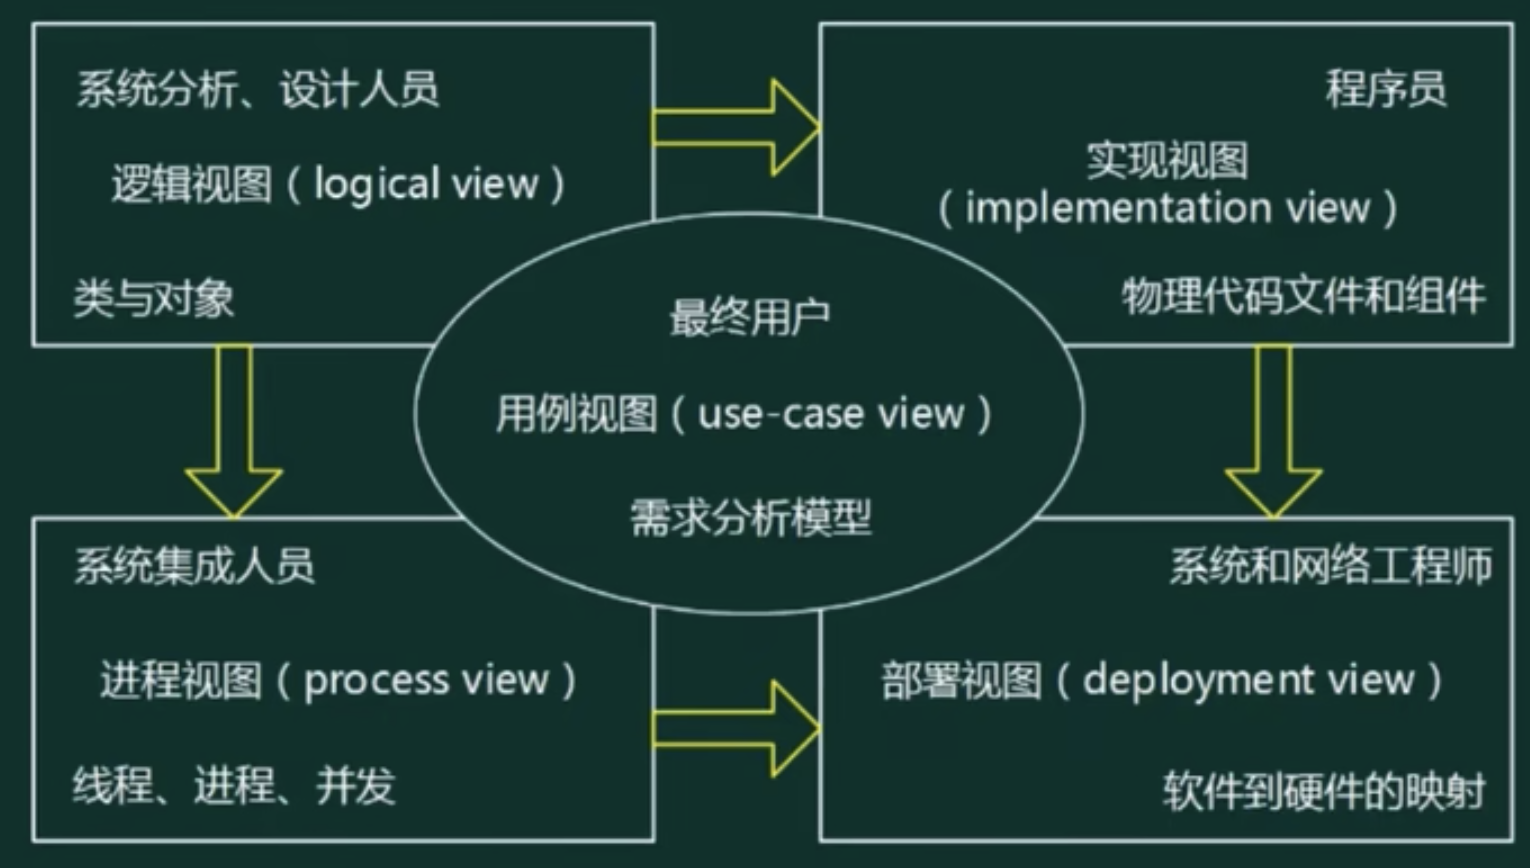 系统分析、设计人员
逻辑视图（logical view）
类与对象
程序员
实现视图
（implementation view）
物理代码文件和组件
最终用户
用例视图（use-case view）
需求分析模型
系统集成人员
进程视图（process view）
线程、进程、并发
系统和网络工程师
部署视图（deployment view）
软件到硬件的映射